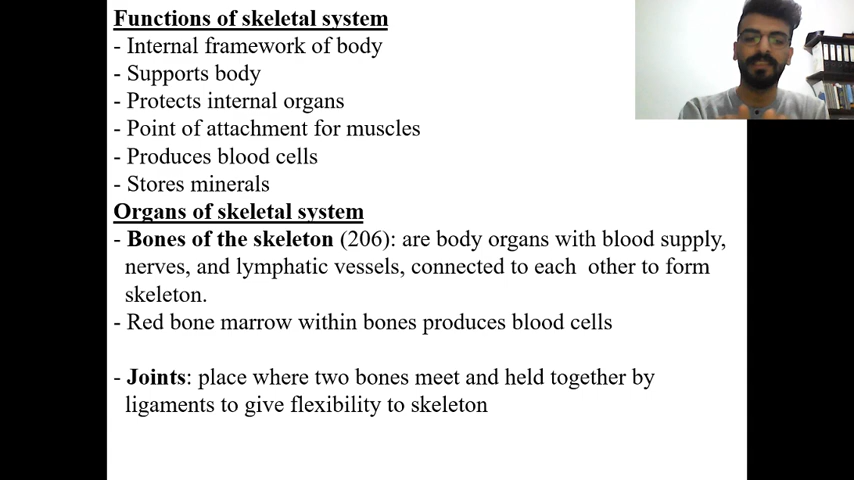 Functions of skeletal system
- Internal framework of body
- Supports body
- Protects internal organs
- Point of attachment for muscles
- Produces blood cells
- Stores minerals
Organs of skeletal system
- Bones of the skeleton (206): are body organs with blood supply,
nerves, and lymphatic vessels, connected to each  other to form
skeleton.
- Red bone marrow within bones produces blood cells
- Joints: place where two bones meet and held together by
ligaments to give flexibility to skeleton